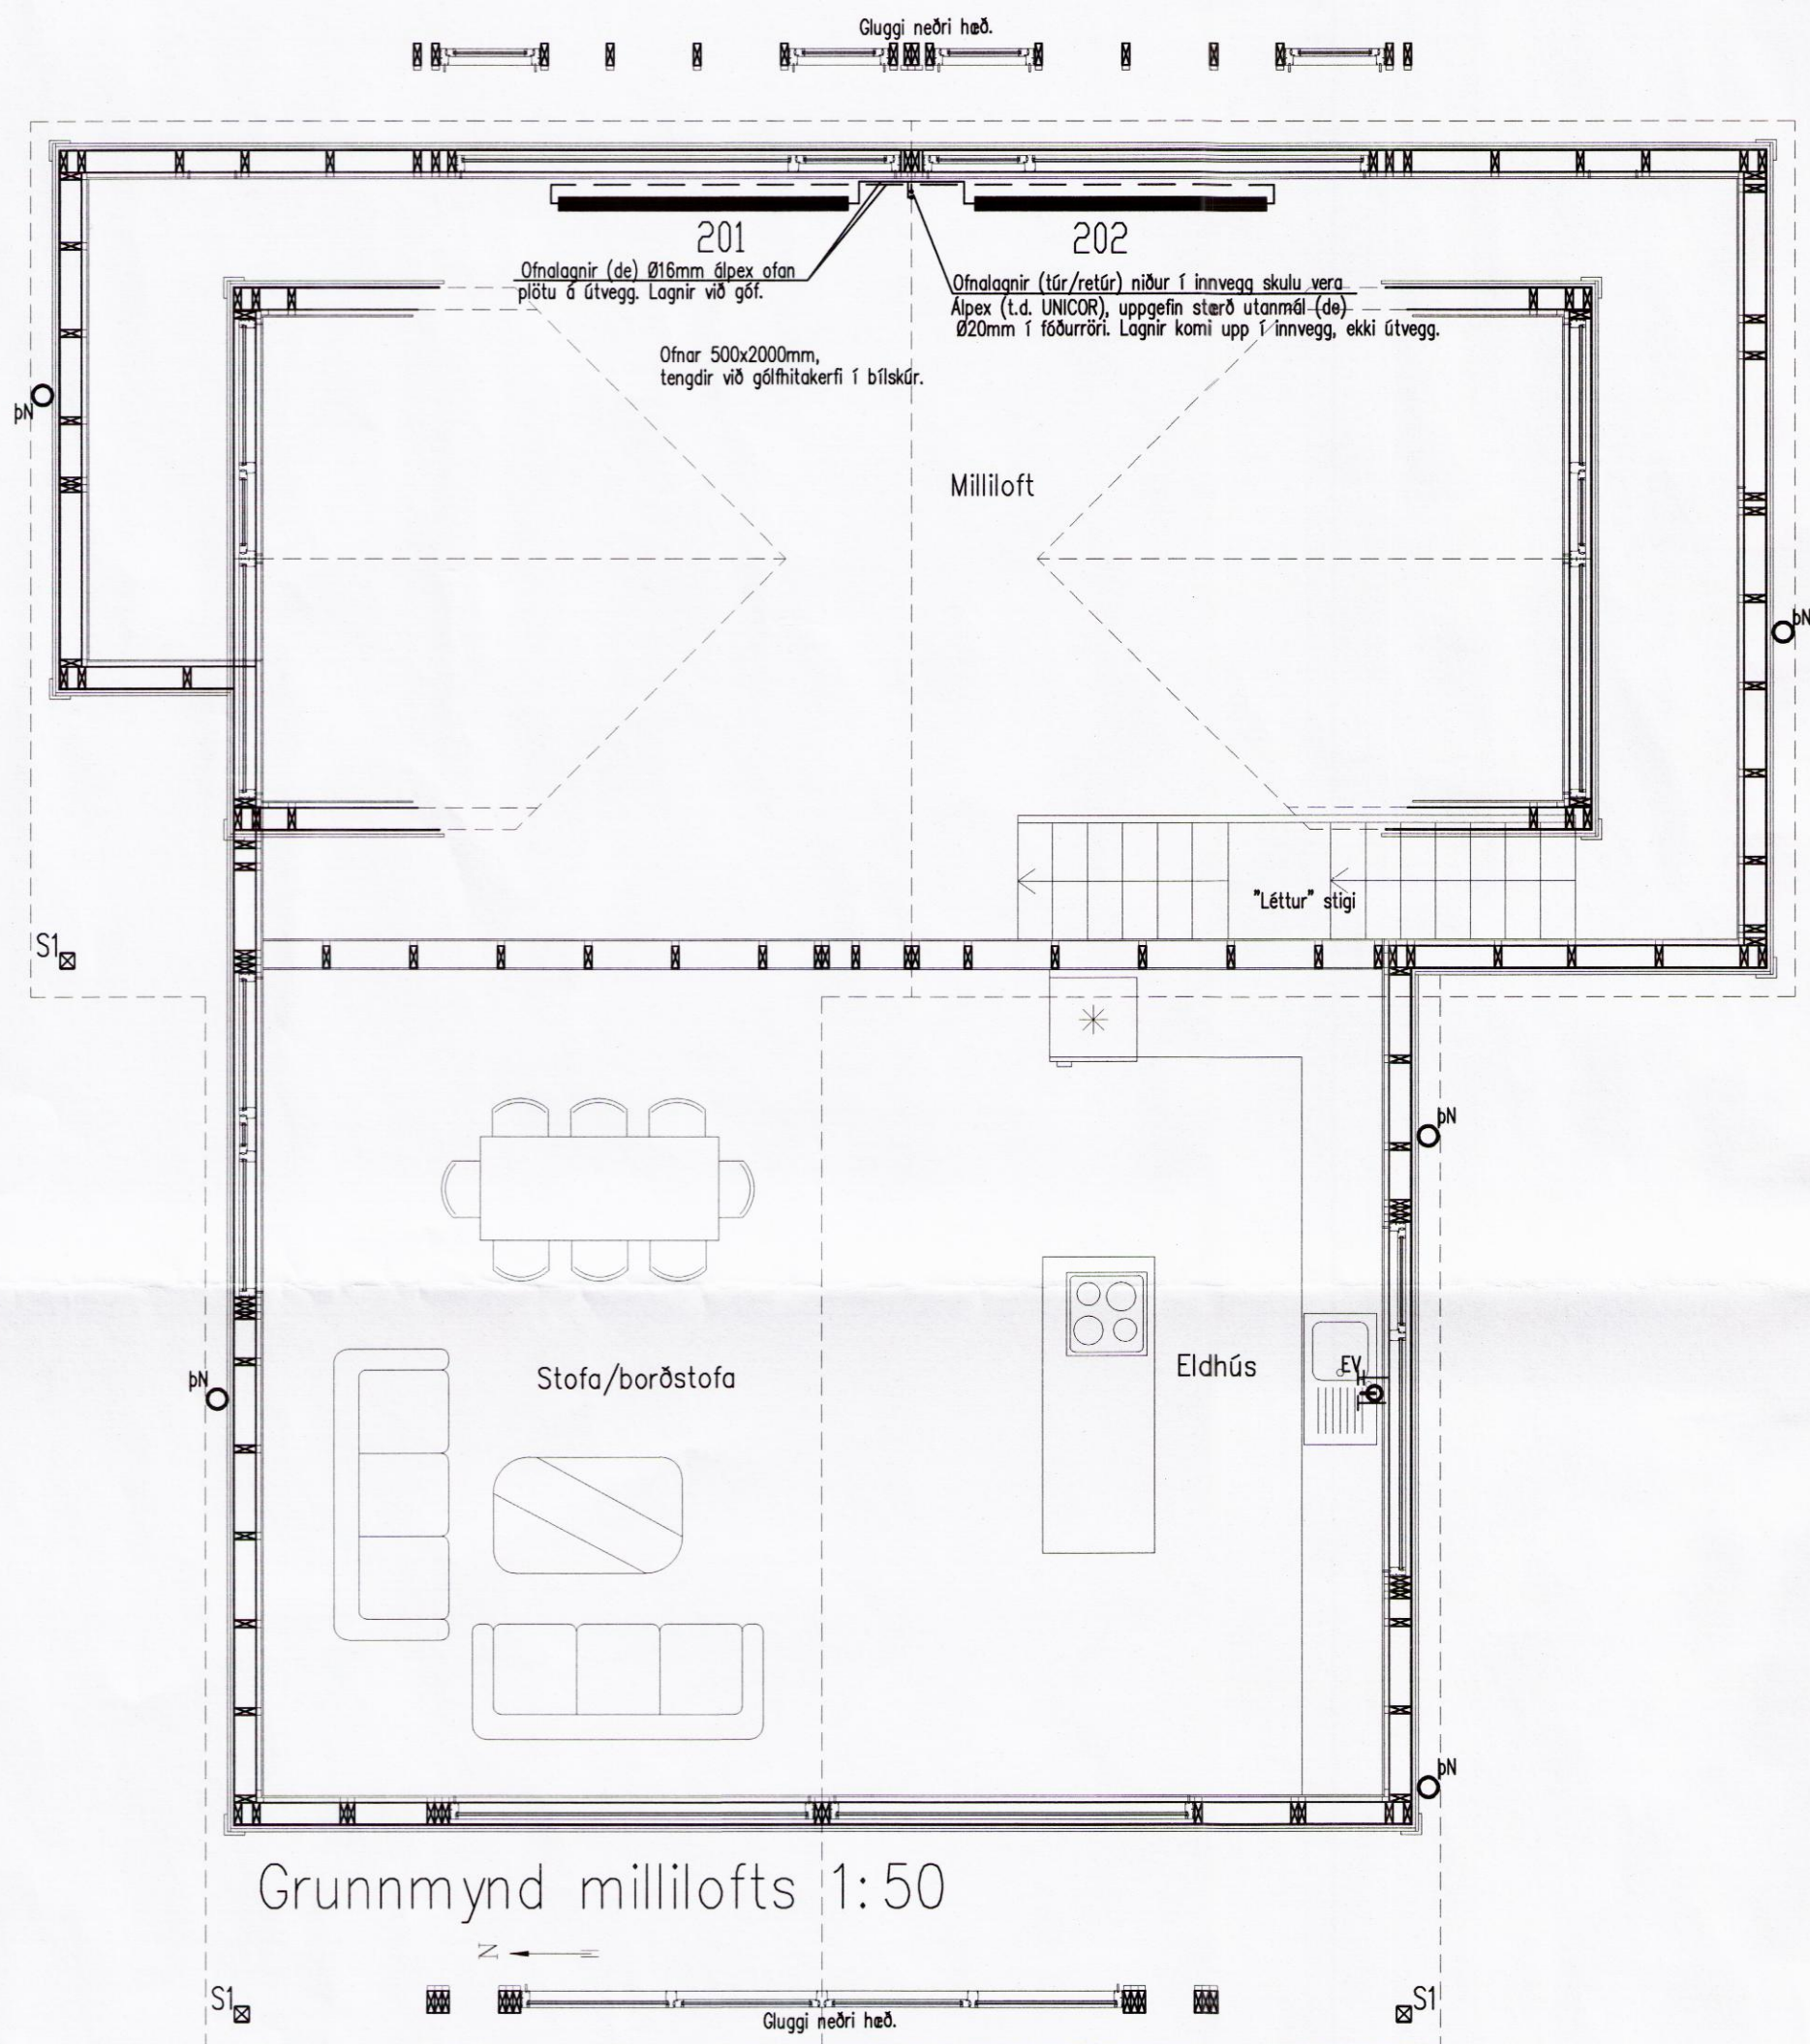 Gluggi neðri hæð.
201
202
Ofnalagnir (de) Ø16mm álpex ofan
plötu á útvegg. Lagnir við góf.
Ofnalagnir (túr/retúr) niður í innvegg skulu vera
Álpex (t.d. UNICOR), uppgefin stærð utanmál (de)
Ø20mm í fóðurröri. Lagnir komi upp í innvegg, ekki útvegg.
Ofnar 500x2000mm,
tengdir við gólfhitakerfi í bílskúr.
þN
Milliloft
þN
"Léttur" stigi
S1
þN
Stofa/borðstofa
Eldhús
EV
þN
þN
Grunnmynd millilofts 1:50
N
S1
S1
Gluggi neðri hæð.